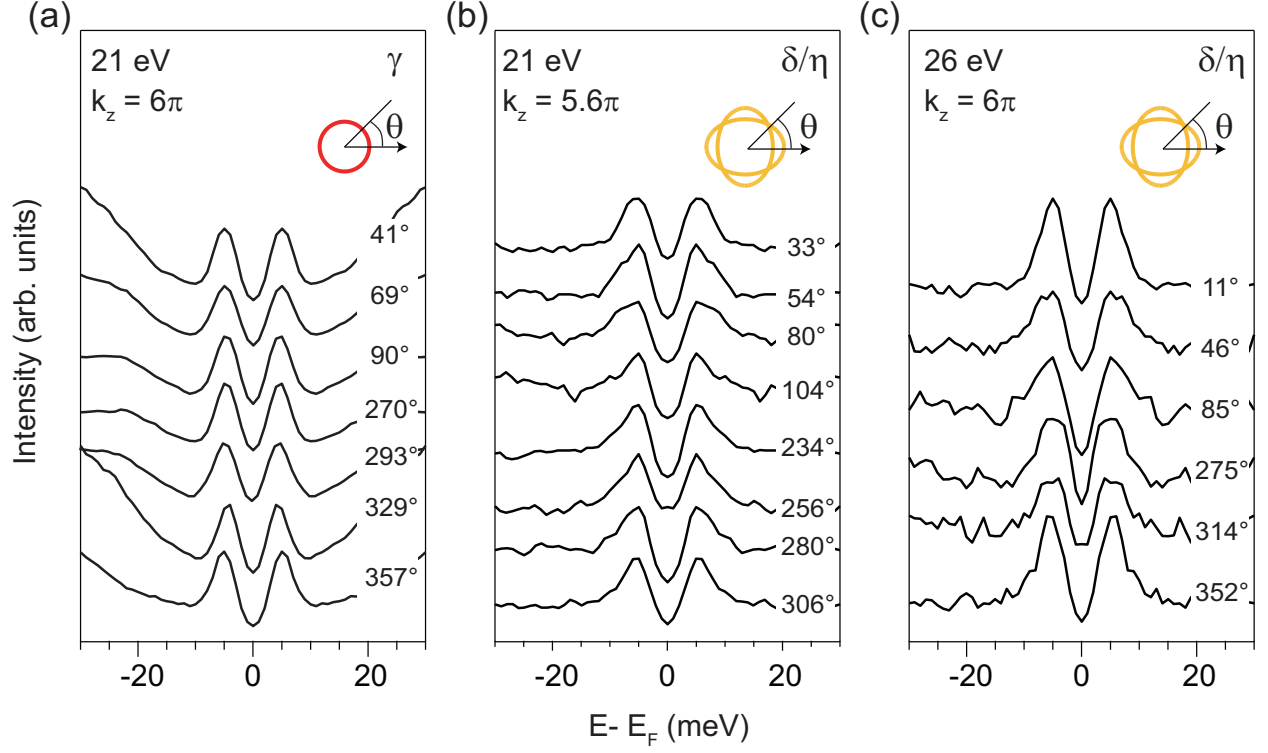 (a)
21 eV
γ
k_z = 6π
θ
41°
69°
90°
270°
293°
329°
357°
-20
0
20
(b)
21 eV
δ/η
k_z = 5.6π
θ
33°
54°
80°
104°
234°
256°
280°
306°
-20
0
20
(c)
26 eV
δ/η
k_z = 6π
θ
11°
46°
85°
275°
314°
352°
-20
0
20
Intensity (arb. units)
E- E_F (meV)